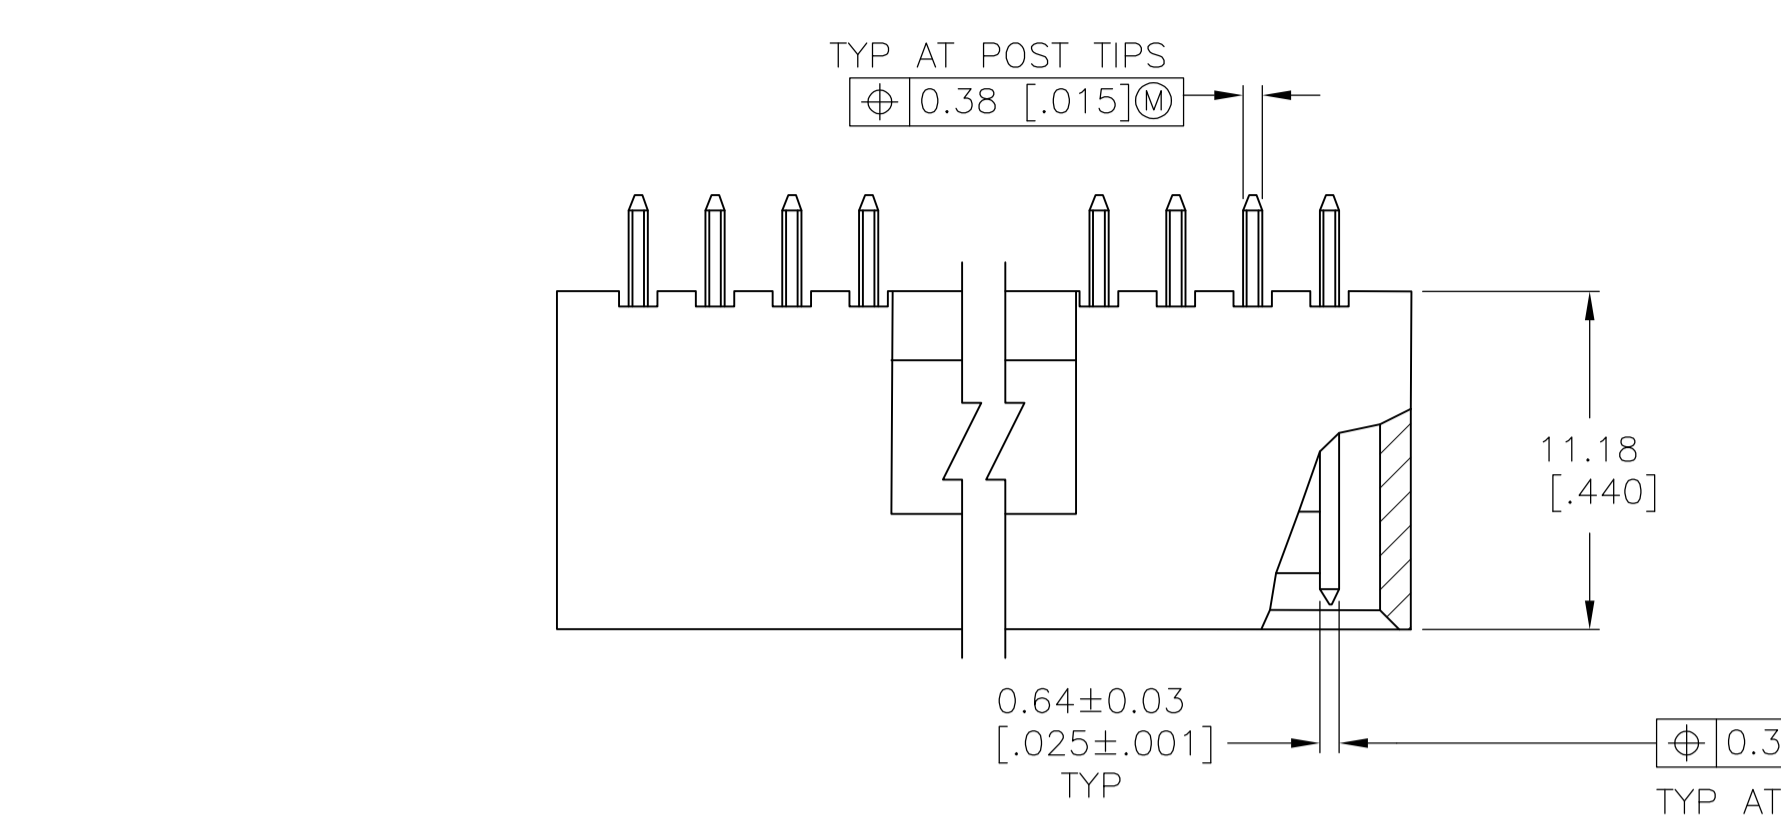 TYP AT POST TIPS
⌖ 0.38 [.015]Ⓜ
11.18
[.440]
0.64±0.03
[.025±.001]
TYP
⌖ 0.3
TYP AT